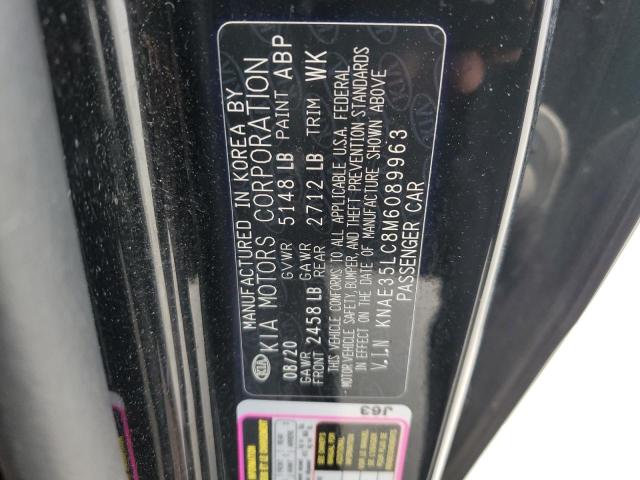 MANUFACTURED IN KOREA BY
KIA KIA MOTORS CORPORATION
08/20 GVWR 5148 LB PAINT ABP
GAWR FRONT 2458 LB GAWR REAR 2712 LB TRIM WK
THIS VEHICLE CONFORMS TO ALL APPLICABLE U.S.A. FEDERAL
MOTOR VEHICLE SAFETY, BUMPER, AND THEFT PREVENTION STANDARDS
IN EFFECT ON THE DATE OF MANUFACTURE SHOWN ABOVE
V.I.N KNAE35LC8M6089963
PASSENGER CAR
J63